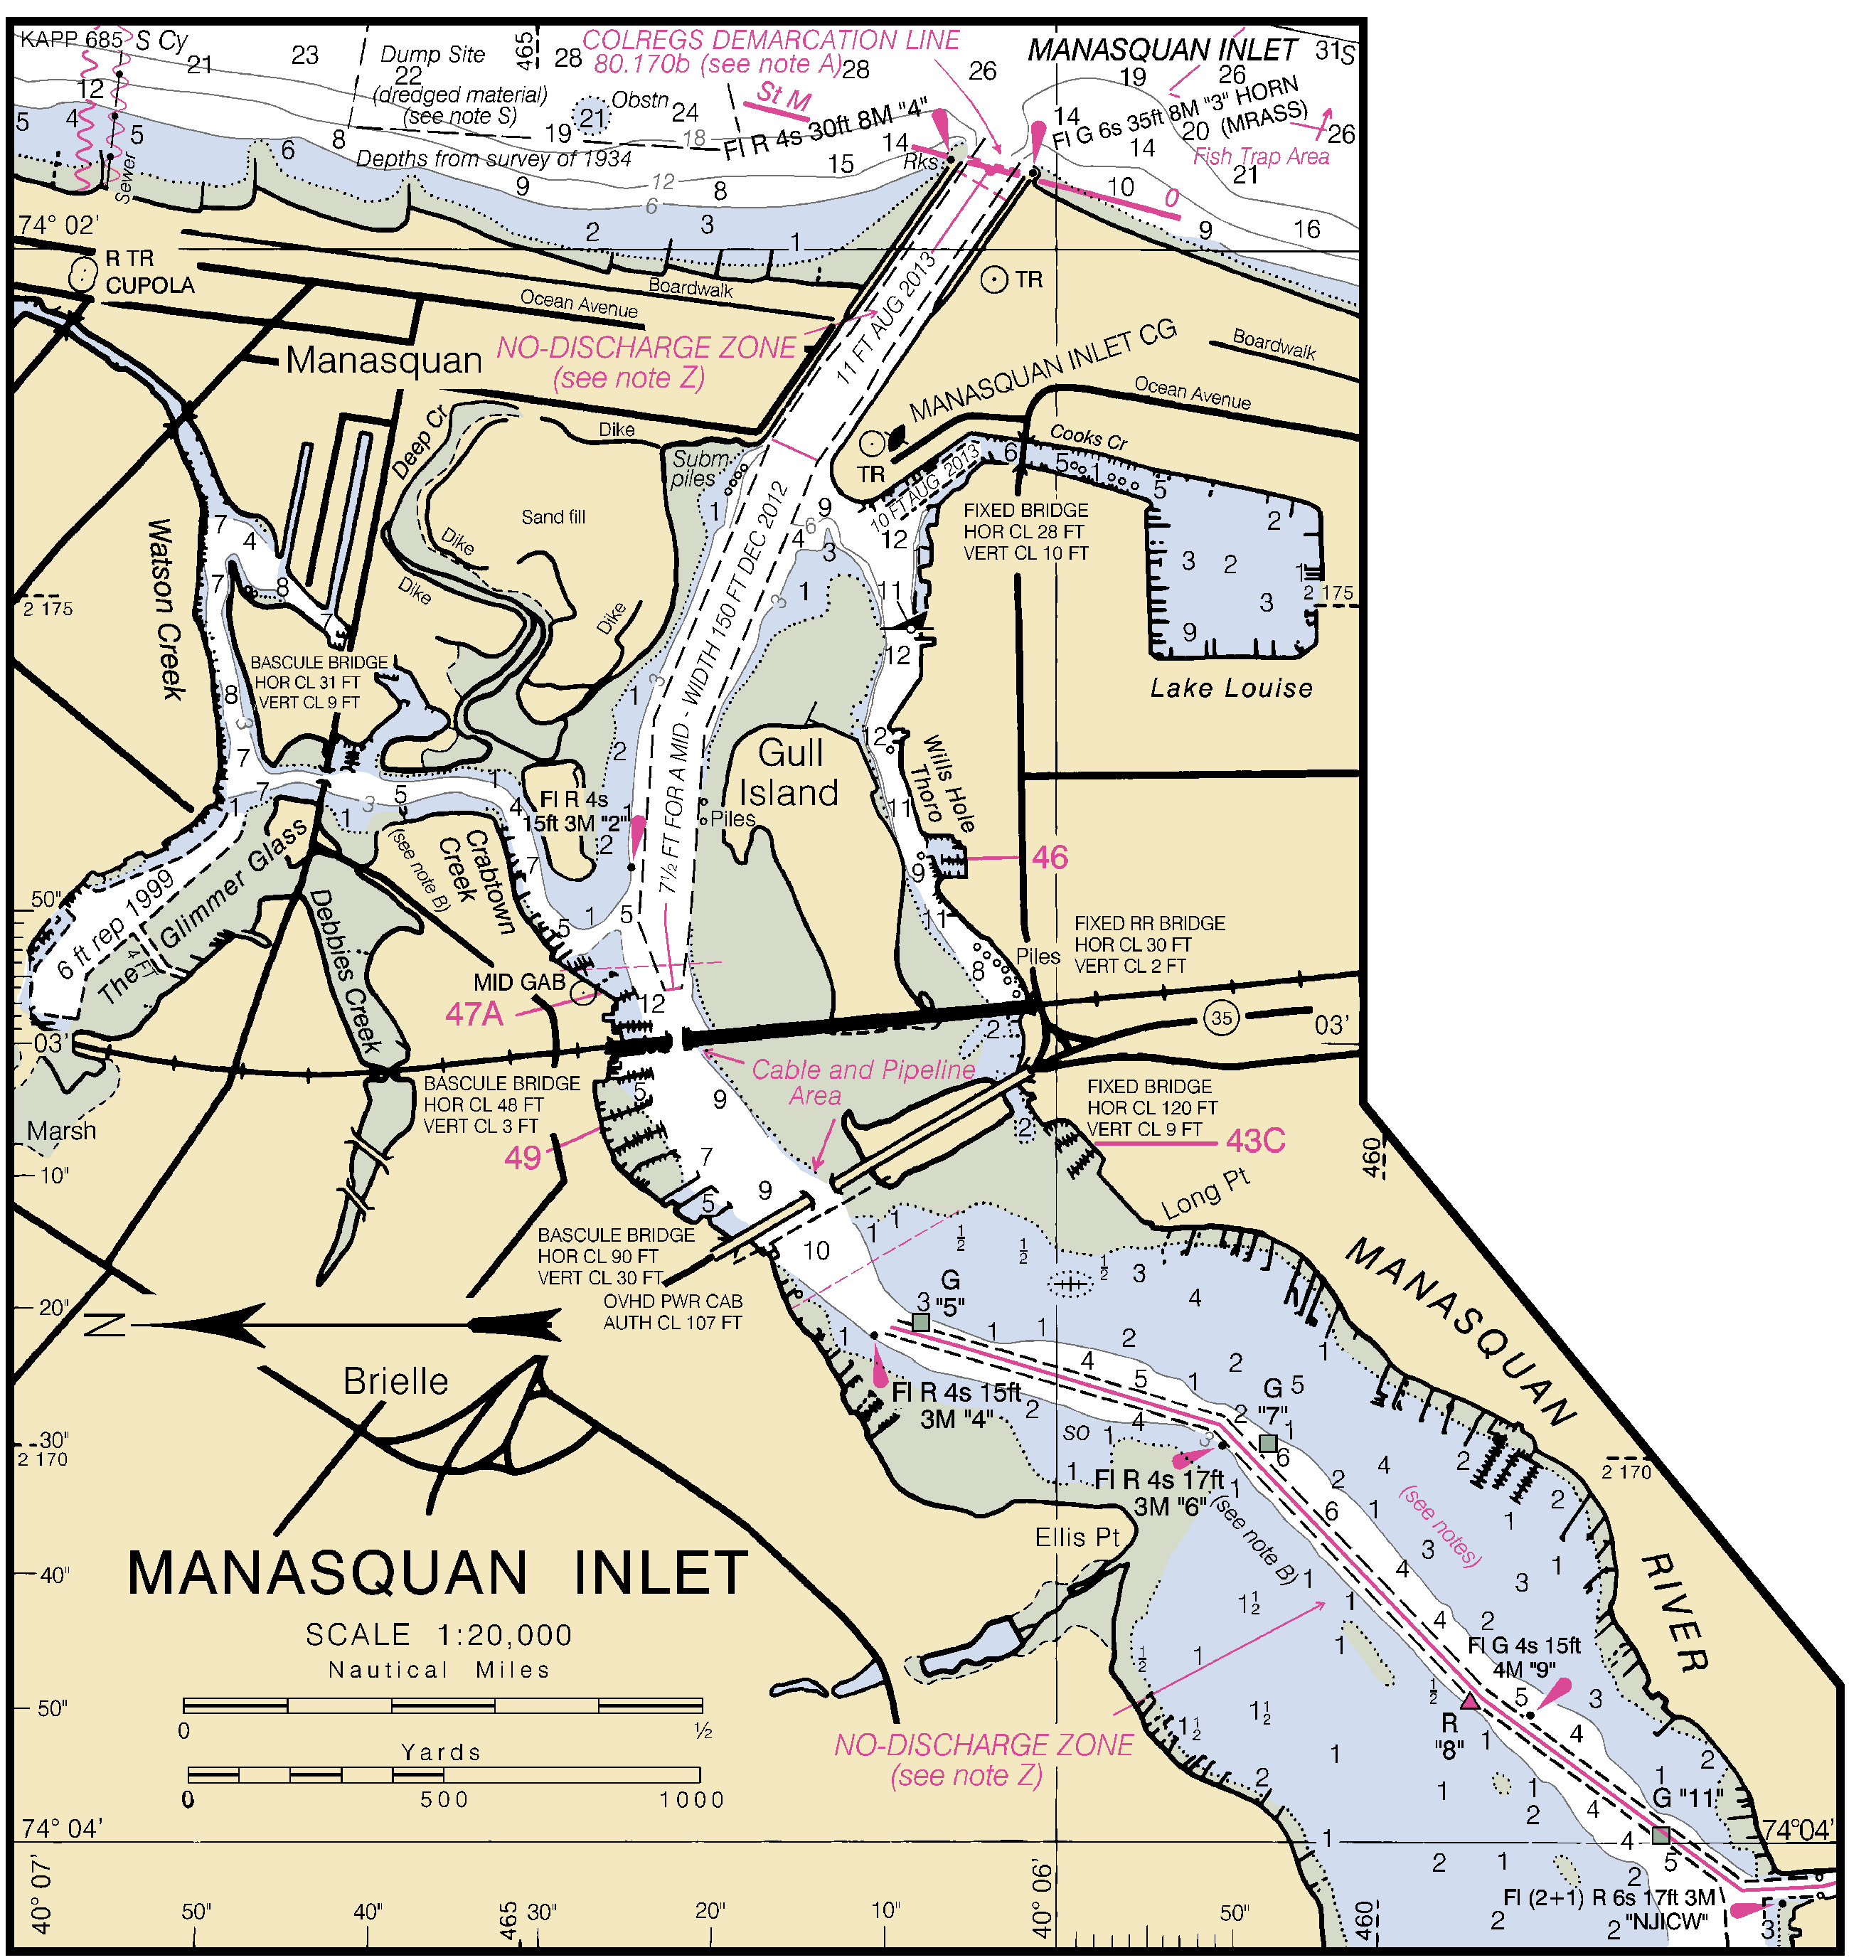 KAPP 685
S Cy
21
23
Dump Site
22
(dredged material)
(see note S)
465
28
COLREGS DEMARCATION LINE
80.170b (see note A)
28
26
MANASQUAN INLET
31
S
19
26
12
4
5
5
8
6
19
21
Obstn
24
18
St M
Fl R 4s 30ft 8M "4"
14
Rks
14
Fl G 6s 35ft 8M "3" HORN
(MRASS)
20
14
26
Fish Trap Area
21
Depths from survey of 1934
15
12
6
9
8
10
0
9
16
Sewer
2
3
1
74° 02'
R TR
CUPOLA
Boardwalk
Ocean Avenue
TR
11 FT AUG 2013
Manasquan
NO-DISCHARGE ZONE
(see note Z)
MANASQUAN INLET CG
Boardwalk
Ocean Avenue
Dike
Deep Cr
Subm
piles
TR
Cooks Cr
6
5
1
5
10 FT AUG 2013
Sand fill
Dike
Dike
Dike
1
9
6
4
3
12
FIXED BRIDGE
HOR CL 28 FT
VERT CL 10 FT
2
3
2
1
2
3
9
Lake Louise
2 175
175
Watson Creek
7
4
7
8
7
BASCULE BRIDGE
HOR CL 31 FT
VERT CL 9 FT
8
3
7
7
1
1
3
5
1
4
7
5
1
5
7½ FT FOR A MID - WIDTH 150 FT DEC 2012
3
1
3
1
2
1
2
11
12
12
11
9
11
8
Gull
Island
Wills Hole
Thoro
Fl R 4s
15ft 3M "2"
Piles
46
The Glimmer Glass
6 ft rep 1999
4 FT
(see note B)
Crabtown
Creek
Debbies Creek
50"
MID GAB
47A
12
Piles
FIXED RR BRIDGE
HOR CL 30 FT
VERT CL 2 FT
35
03'
03'
2
Marsh
BASCULE BRIDGE
HOR CL 48 FT
VERT CL 3 FT
49
5
9
7
5
9
Cable and Pipeline
Area
FIXED BRIDGE
HOR CL 120 FT
VERT CL 9 FT
43C
2
460
10"
Long Pt
BASCULE BRIDGE
HOR CL 90 FT
VERT CL 30 FT
OVHD PWR CAB
AUTH CL 107 FT
10
1
1
½
½
½
3
4
MANASQUAN
RIVER
20"
N
G
"5"
3
1
1
1
2
4
5
1
2
1
Brielle
Fl R 4s 15ft
3M "4"
2
SO
1
4
1
3
2
G
"7"
5
1
6
Fl R 4s 17ft
3M "6"
1
(see note B)
30"
2 170
2 170
2
4
2
2
6
1
1
3
4
3
1
(see notes)
Ellis Pt
MANASQUAN INLET
40"
SCALE 1:20,000
Nautical Miles
0
½
Yards
0
500
1000
1½
1
1
1
½
1
4
2
Fl G 4s 15ft
4M "9"
5
3
½
50"
1½
1½
R
"8"
1
4
2
NO-DISCHARGE ZONE
(see note Z)
2
1
1
1
2
4
1
G "11"
74° 04'
74°04'
1
2
1
4
5
2
Fl (2+1) R 6s 17ft 3M
"NJICW"
2
2
3
40° 07'
50"
40"
465
30"
20"
10"
40° 06'
50"
460